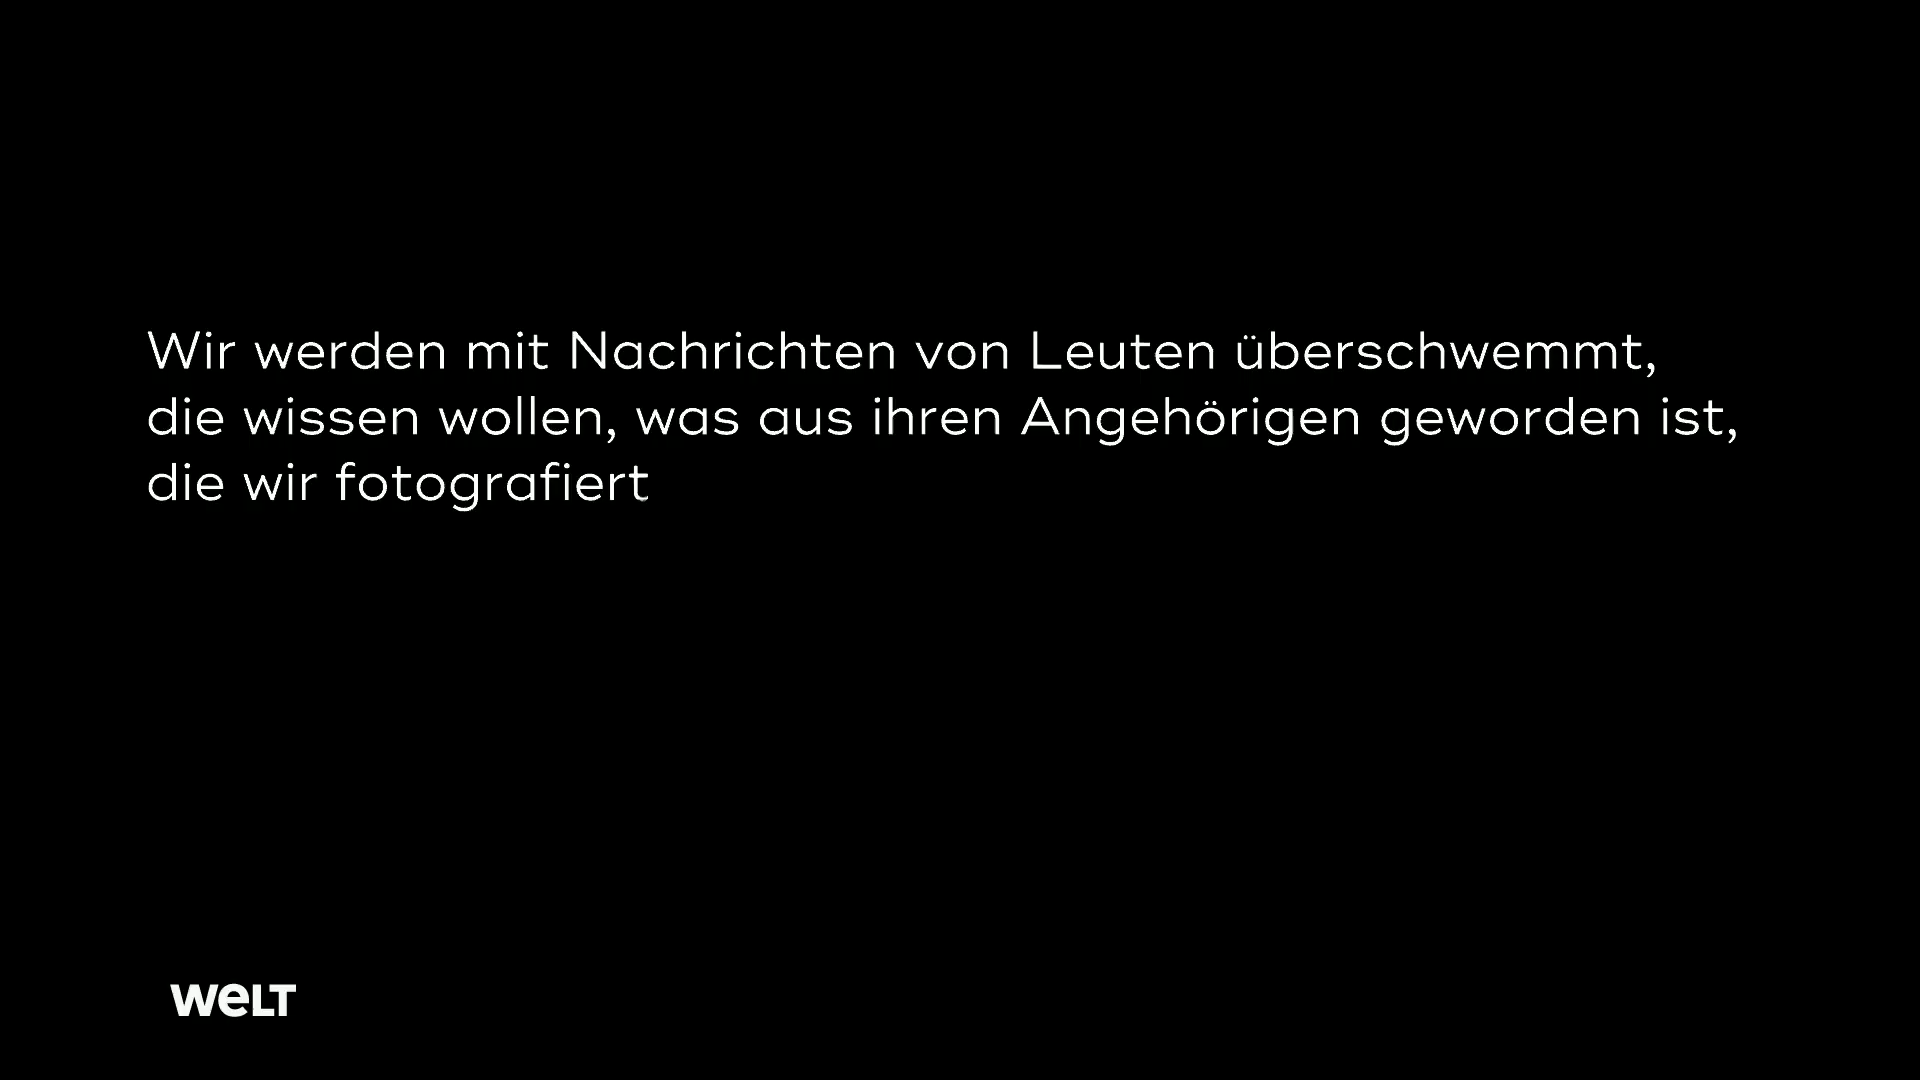 Wir werden mit Nachrichten von Leuten überschwemmt,
die wissen wollen, was aus ihren Angehörigen geworden ist,
die wir fotografiert
WELT